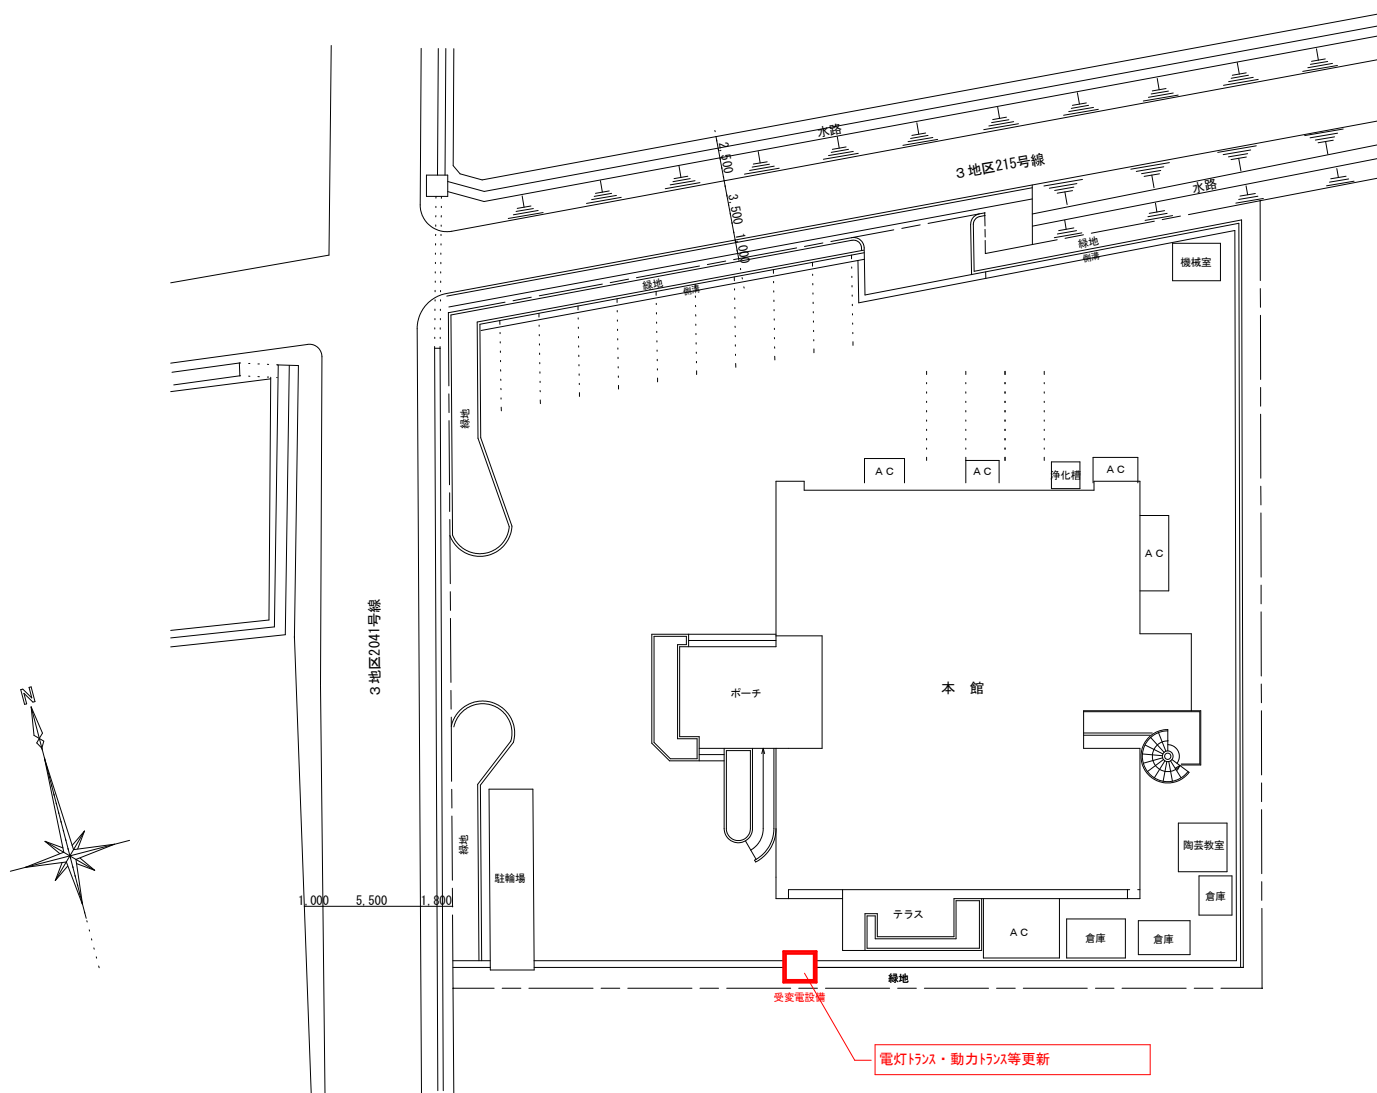 水路
2,500
3地区215号線
3,500
水路
1,000
緑地
側溝
機械室
緑地
側溝
緑地
AC
AC
浄化槽
AC
AC
3地区2041号線
N
ポーチ
本 館
緑地
陶芸教室
駐輪場
倉庫
1,000
5,500
1,800
テラス
AC
倉庫
倉庫
緑地
受変電設備
電灯トランス・動力トランス等更新